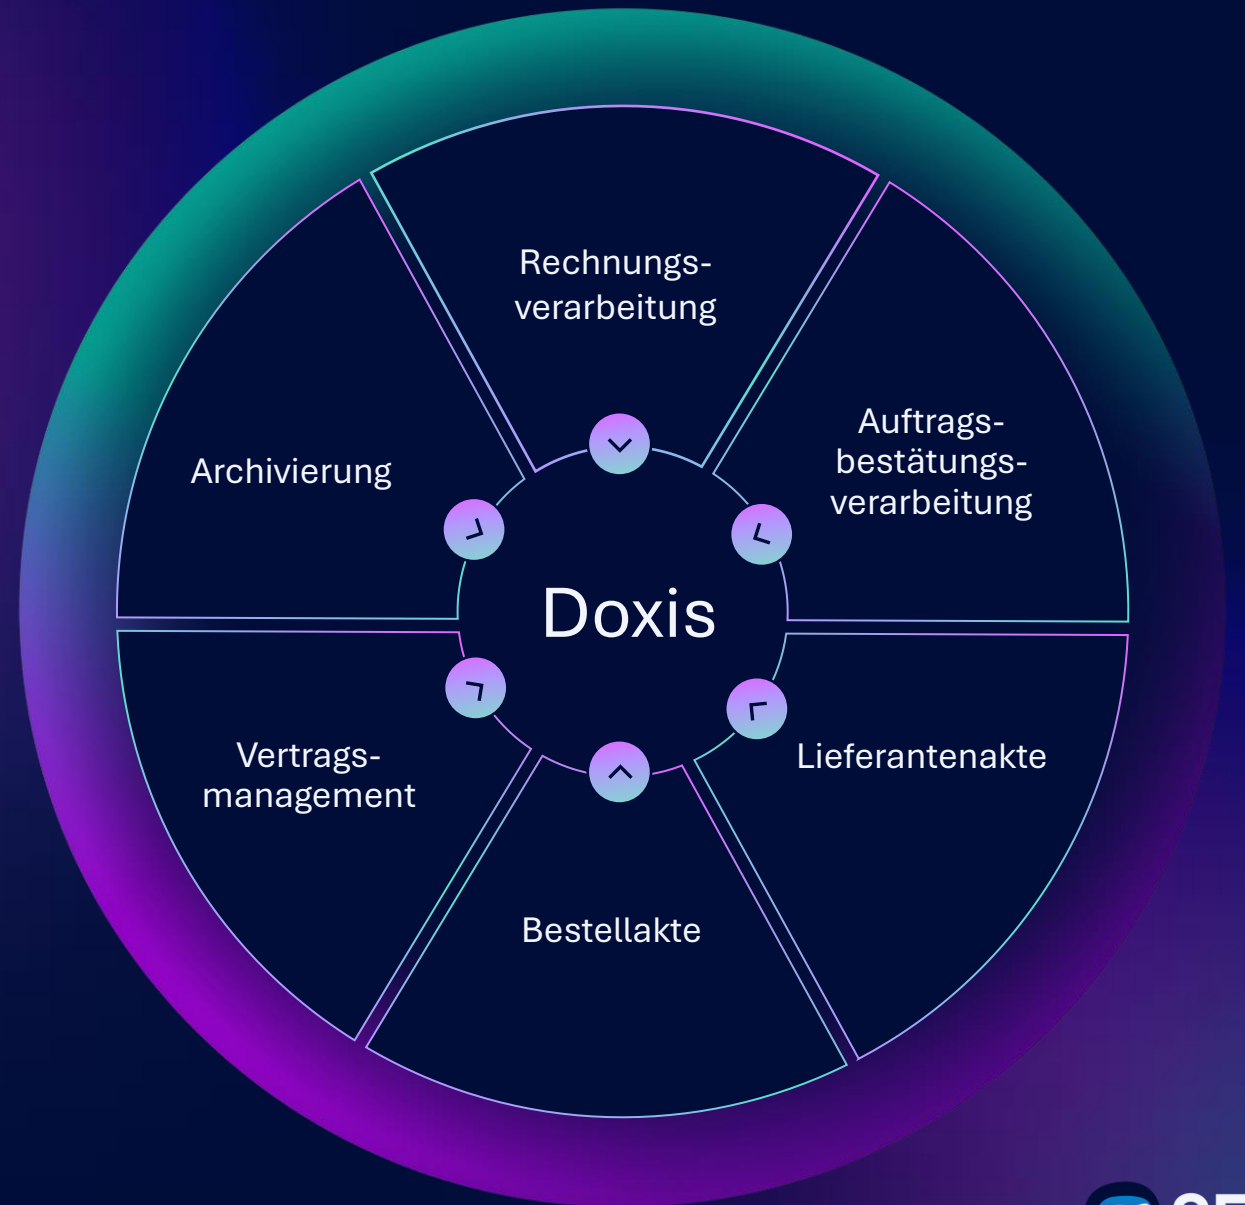 Rechnungs-
verarbeitung
Auftrags-
bestätungs-
verarbeitung
Archivierung
Doxis
Lieferantenakte
Vertrags-
management
Bestellakte